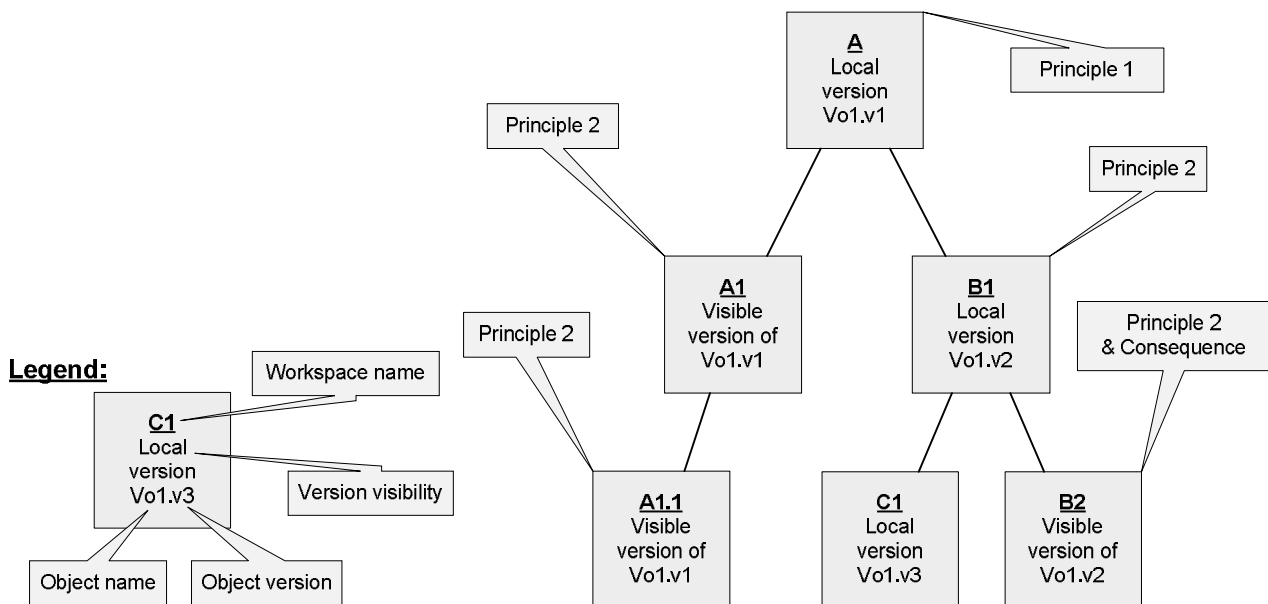 A
Local
version
Vo1.v1
Principle 1
Principle 2
Principle 2
A1
Visible
version of
Vo1.v1
B1
Local
version
Vo1.v2
Principle 2
Principle 2
& Consequence
Legend:
Workspace name
C1
Local
version
Vo1.v3
Version visibility
Object name
Object version
A1.1
Visible
version of
Vo1.v1
C1
Local
version
Vo1.v3
B2
Visible
version of
Vo1.v2